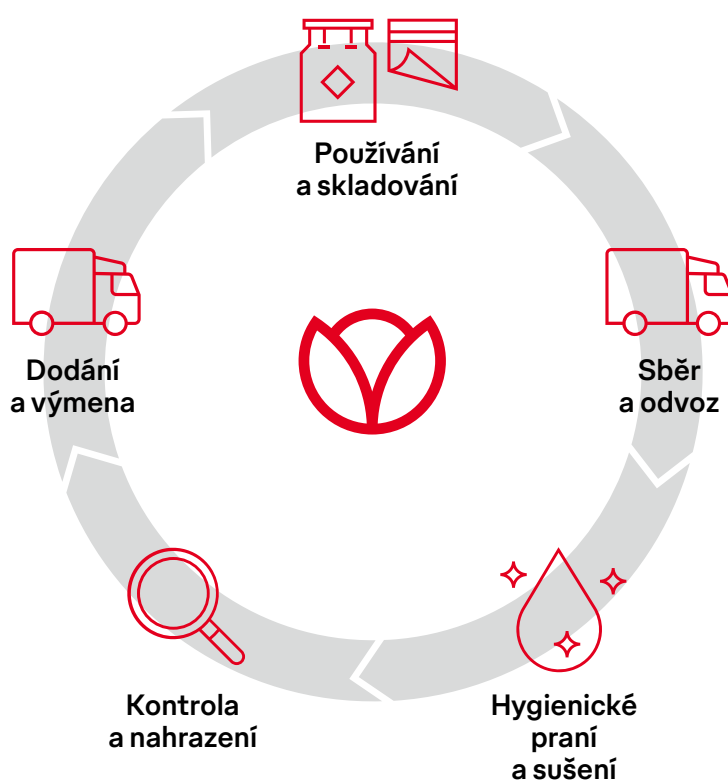 Používání
a skladování
Sběr
a odvoz
Hygienické
praní
a sušení
Kontrola
a nahrazení
Dodání
a výmena